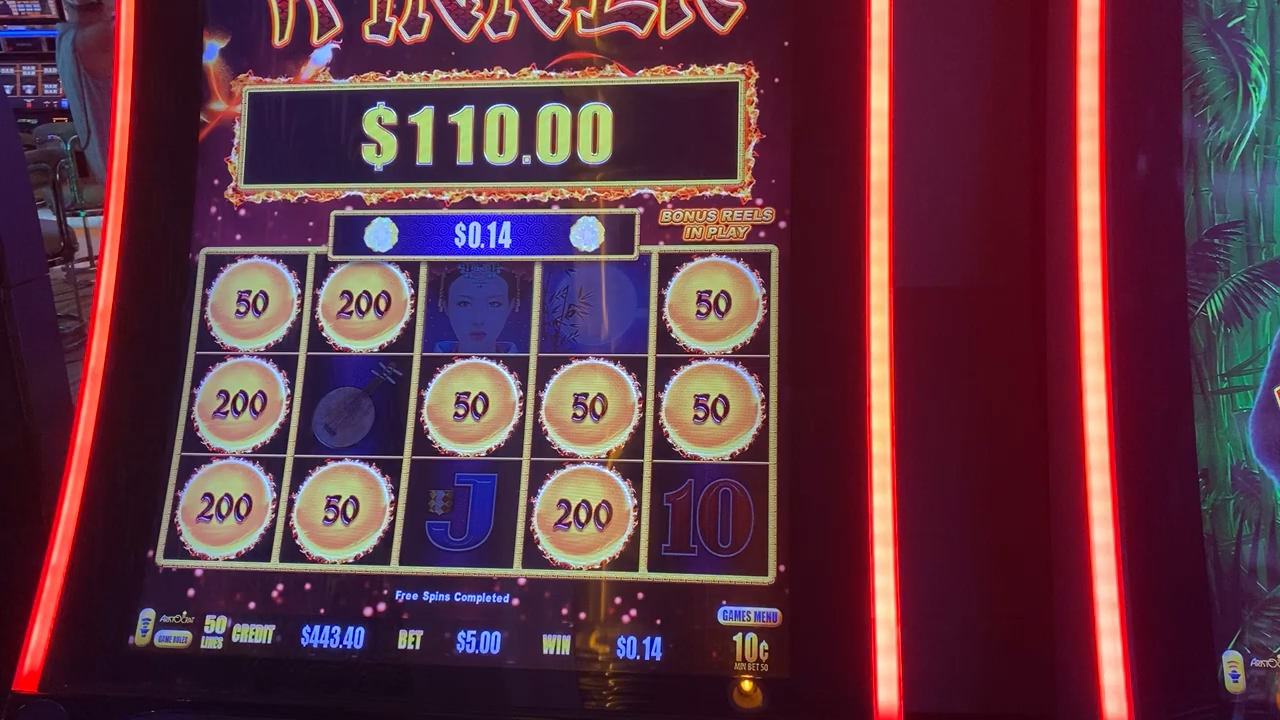 WINNER
$110.00
$0.14
BONUS REELS
IN PLAY
50 200 50
200 50 50 50
200 50 J 200 10
Free Spins Completed
ARISTOCRAT
GAME RULES
50
LINES
CREDIT $443.40 BET $5.00 WIN $0.14
GAMES MENU
10¢
MIN BET 50